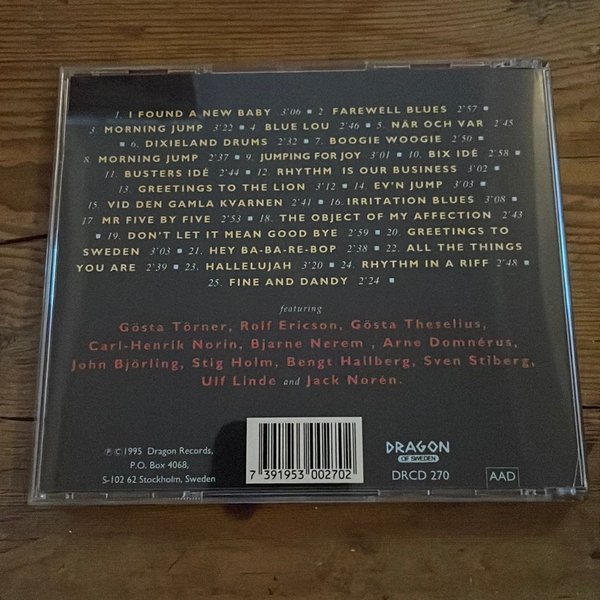 1. I FOUND A NEW BABY 3'06 ■ 2. FAREWELL BLUES 2'57 ■
3. MORNING JUMP 3'22 ■ 4. BLUE LOU 2'46 ■ 5. NÄR OCH VAR 2'45
■ 6. DIXIELAND DRUMS 2'32 ■ 7. BOOGIE WOOGIE 2'50 ■
8. MORNING JUMP 2'37 ■ 9. JUMPING FOR JOY 3'01 ■ 10. BIX IDÉ 2'58 ■
11. BUSTERS IDÉ 2'44 ■ 12. RHYTHM IS OUR BUSINESS 3'02 ■
13. GREETINGS TO THE LION 3'12 ■ 14. EV'N JUMP 3'03 ■
15. VID DEN GAMLA KVARNEN 2'41 ■ 16. IRRITATION BLUES 3'08 ■
17. MR FIVE BY FIVE 2'53 ■ 18. THE OBJECT OF MY AFFECTION 2'43
■ 19. DON'T LET IT MEAN GOOD BYE 2'59 ■ 20. GREETINGS TO
SWEDEN 3'03 ■ 21. HEY BA-BA-RE-BOP 2'38 ■ 22. ALL THE THINGS
YOU ARE 2'39 ■ 23. HALLELUJAH 3'20 ■ 24. RHYTHM IN A RIFF 2'48 ■
25. FINE AND DANDY 2'24 ■
featuring
Gösta Törner, Rolf Ericson, Gösta Theselius,
Carl-Henrik Norin, Bjarne Nerem , Arne Domnérus,
John Björling, Stig Holm, Bengt Hallberg, Sven Stiberg,
Ulf Linde and Jack Norén.
℗©1995 Dragon Records,
P.O. Box 4068,
S-102 62 Stockholm, Sweden
7 391953 002702
DRAGON
OF SWEDEN
DRCD 270
AAD